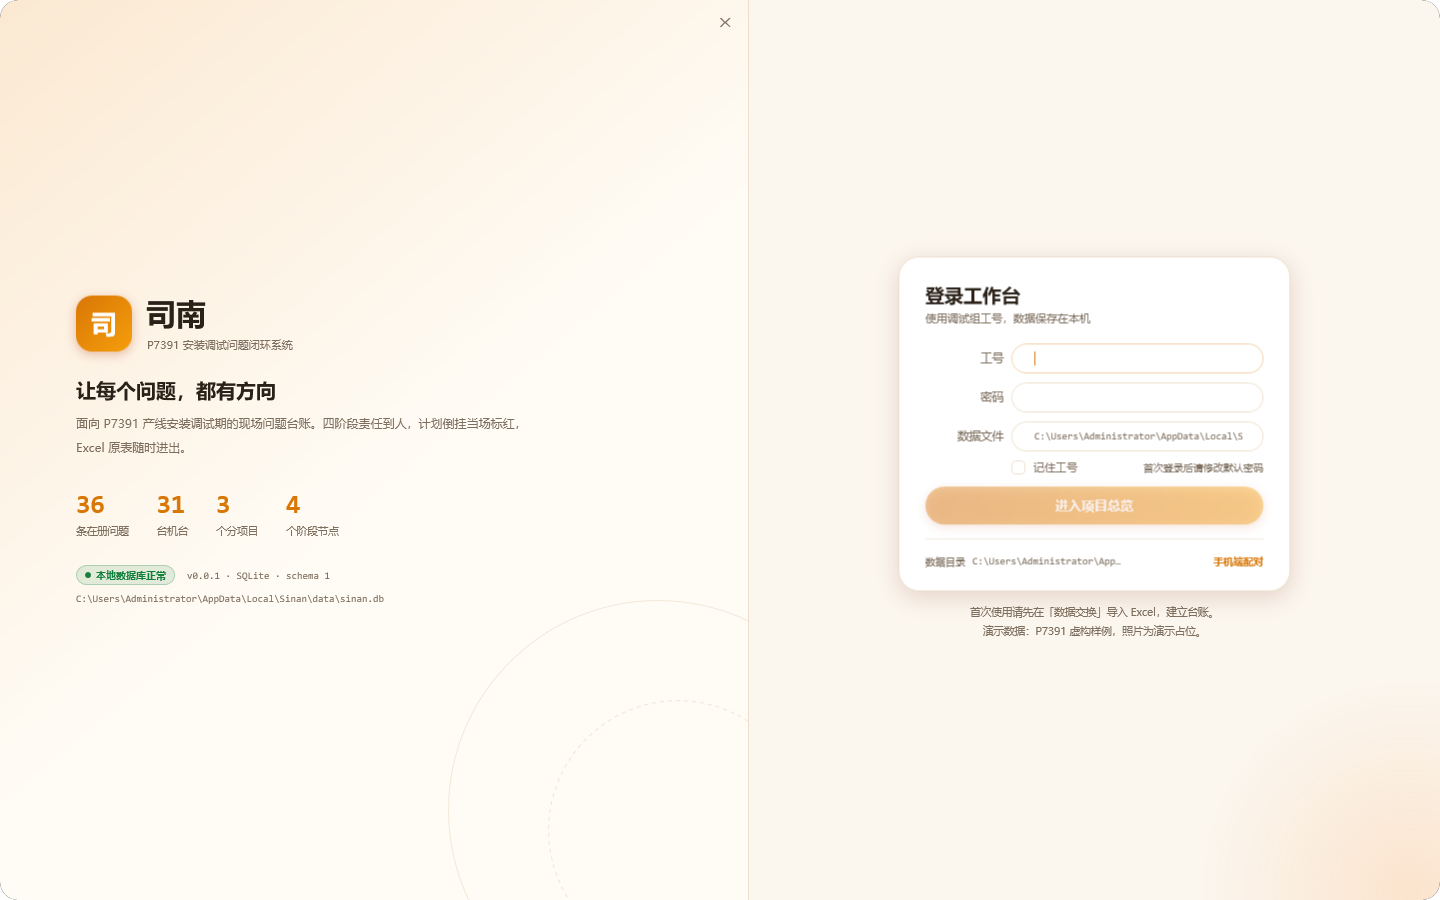 司
司南
P7391 安装调试问题闭环系统
让每个问题，都有方向
面向 P7391 产线安装调试期的现场问题台账。四阶段责任到人，计划倒挂当场标红，
Excel 原表随时进出。
36 31 3 4
条在册问题 台机台 个分项目 个阶段节点
本地数据库正常 v0.0.1 · SQLite · schema 1
C:\Users\Administrator\AppData\Local\Sinan\data\sinan.db
登录工作台
使用调试组工号，数据保存在本机
工号
密码
数据文件 C:\Users\Administrator\AppData\Local\S
记住工号 首次登录后请修改默认密码
进入项目总览
数据目录 C:\Users\Administrator\App…
手机端配对
首次使用请先在「数据交换」导入 Excel，建立台账。
演示数据：P7391 虚构样例，照片为演示占位。